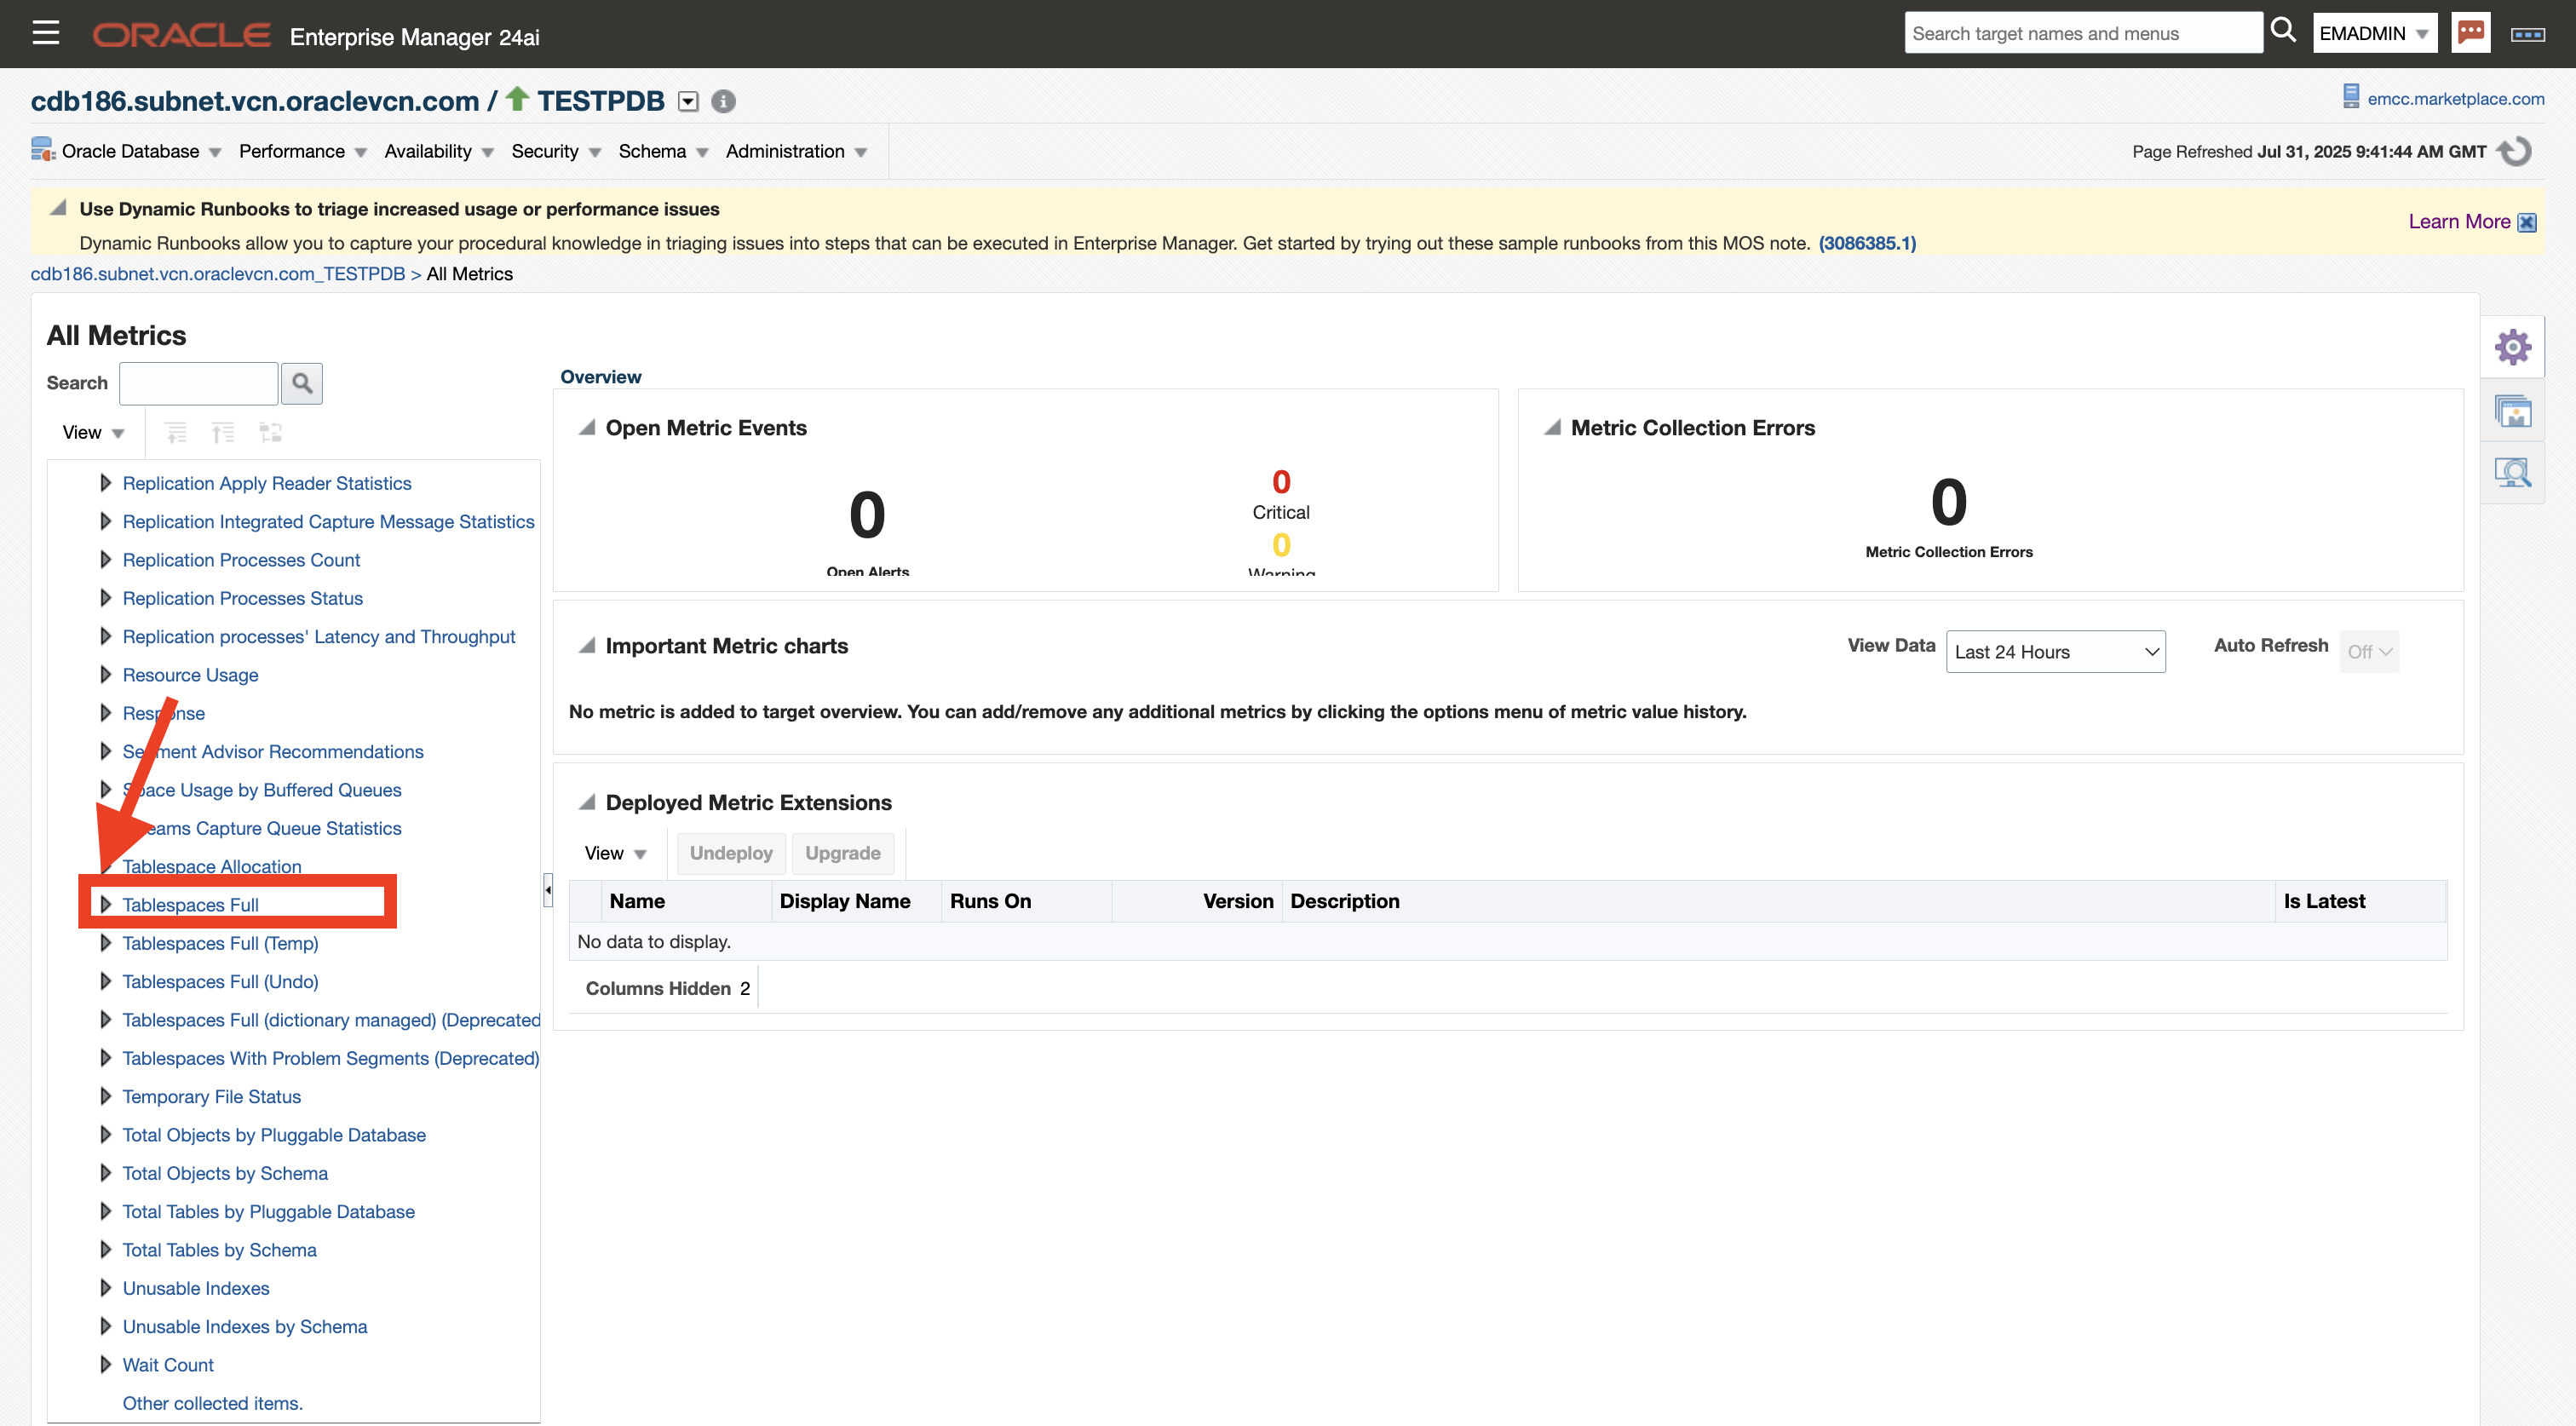 ORACLE Enterprise Manager 24ai
Search target names and menus
EMADMIN
cdb186.subnet.vcn.oraclevcn.com / TESTPDB
emcc.marketplace.com
Oracle Database Performance Availability Security Schema Administration
Page Refreshed Jul 31, 2025 9:41:44 AM GMT
Use Dynamic Runbooks to triage increased usage or performance issues
Learn More
Dynamic Runbooks allow you to capture your procedural knowledge in triaging issues into steps that can be executed in Enterprise Manager. Get started by trying out these sample runbooks from this MOS note. (3086385.1)
cdb186.subnet.vcn.oraclevcn.com_TESTPDB > All Metrics
All Metrics
Search
View
Replication Apply Reader Statistics
Replication Integrated Capture Message Statistics
Replication Processes Count
Replication Processes Status
Replication processes' Latency and Throughput
Resource Usage
Response
Segment Advisor Recommendations
Space Usage by Buffered Queues
Streams Capture Queue Statistics
Tablespace Allocation
Tablespaces Full
Tablespaces Full (Temp)
Tablespaces Full (Undo)
Tablespaces Full (dictionary managed) (Deprecated
Tablespaces With Problem Segments (Deprecated)
Temporary File Status
Total Objects by Pluggable Database
Total Objects by Schema
Total Tables by Pluggable Database
Total Tables by Schema
Unusable Indexes
Unusable Indexes by Schema
Wait Count
Other collected items.
Overview
Open Metric Events
0
Open Alerts
0
Critical
0
Warning
Metric Collection Errors
0
Metric Collection Errors
Important Metric charts
View Data Last 24 Hours
Auto Refresh Off
No metric is added to target overview. You can add/remove any additional metrics by clicking the options menu of metric value history.
Deployed Metric Extensions
View Undeploy Upgrade
Name Display Name Runs On Version Description Is Latest
No data to display.
Columns Hidden 2